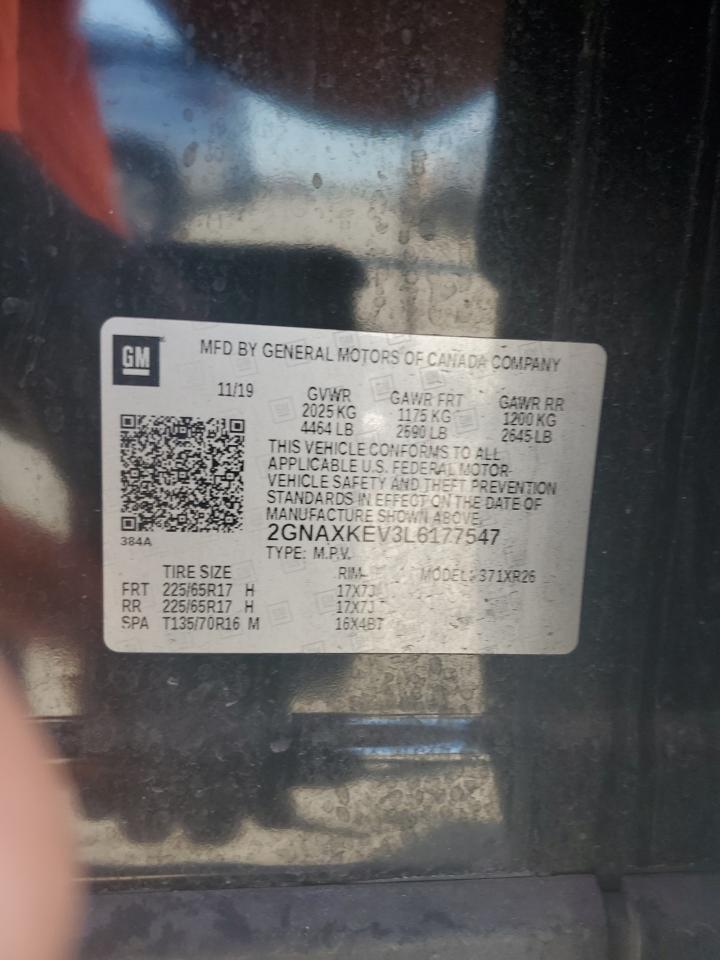 GM
MFD BY GENERAL MOTORS OF CANADA COMPANY
11/19
GVWR GAWR FRT GAWR RR
2025 KG 1175 KG 1200 KG
4464 LB 2590 LB 2645 LB
THIS VEHICLE CONFORMS TO ALL
APPLICABLE U.S. FEDERAL MOTOR
VEHICLE SAFETY AND THEFT PREVENTION
STANDARDS IN EFFECT ON THE DATE OF
MANUFACTURE SHOWN ABOVE.
2GNAXKEV3L6177547
384A
TYPE: M.P.V.
TIRE SIZE RIM MODEL: 371XR26
FRT 225/65R17 H 17X7J
RR 225/65R17 H 17X7J
SPA T135/70R16 M 16X4BT